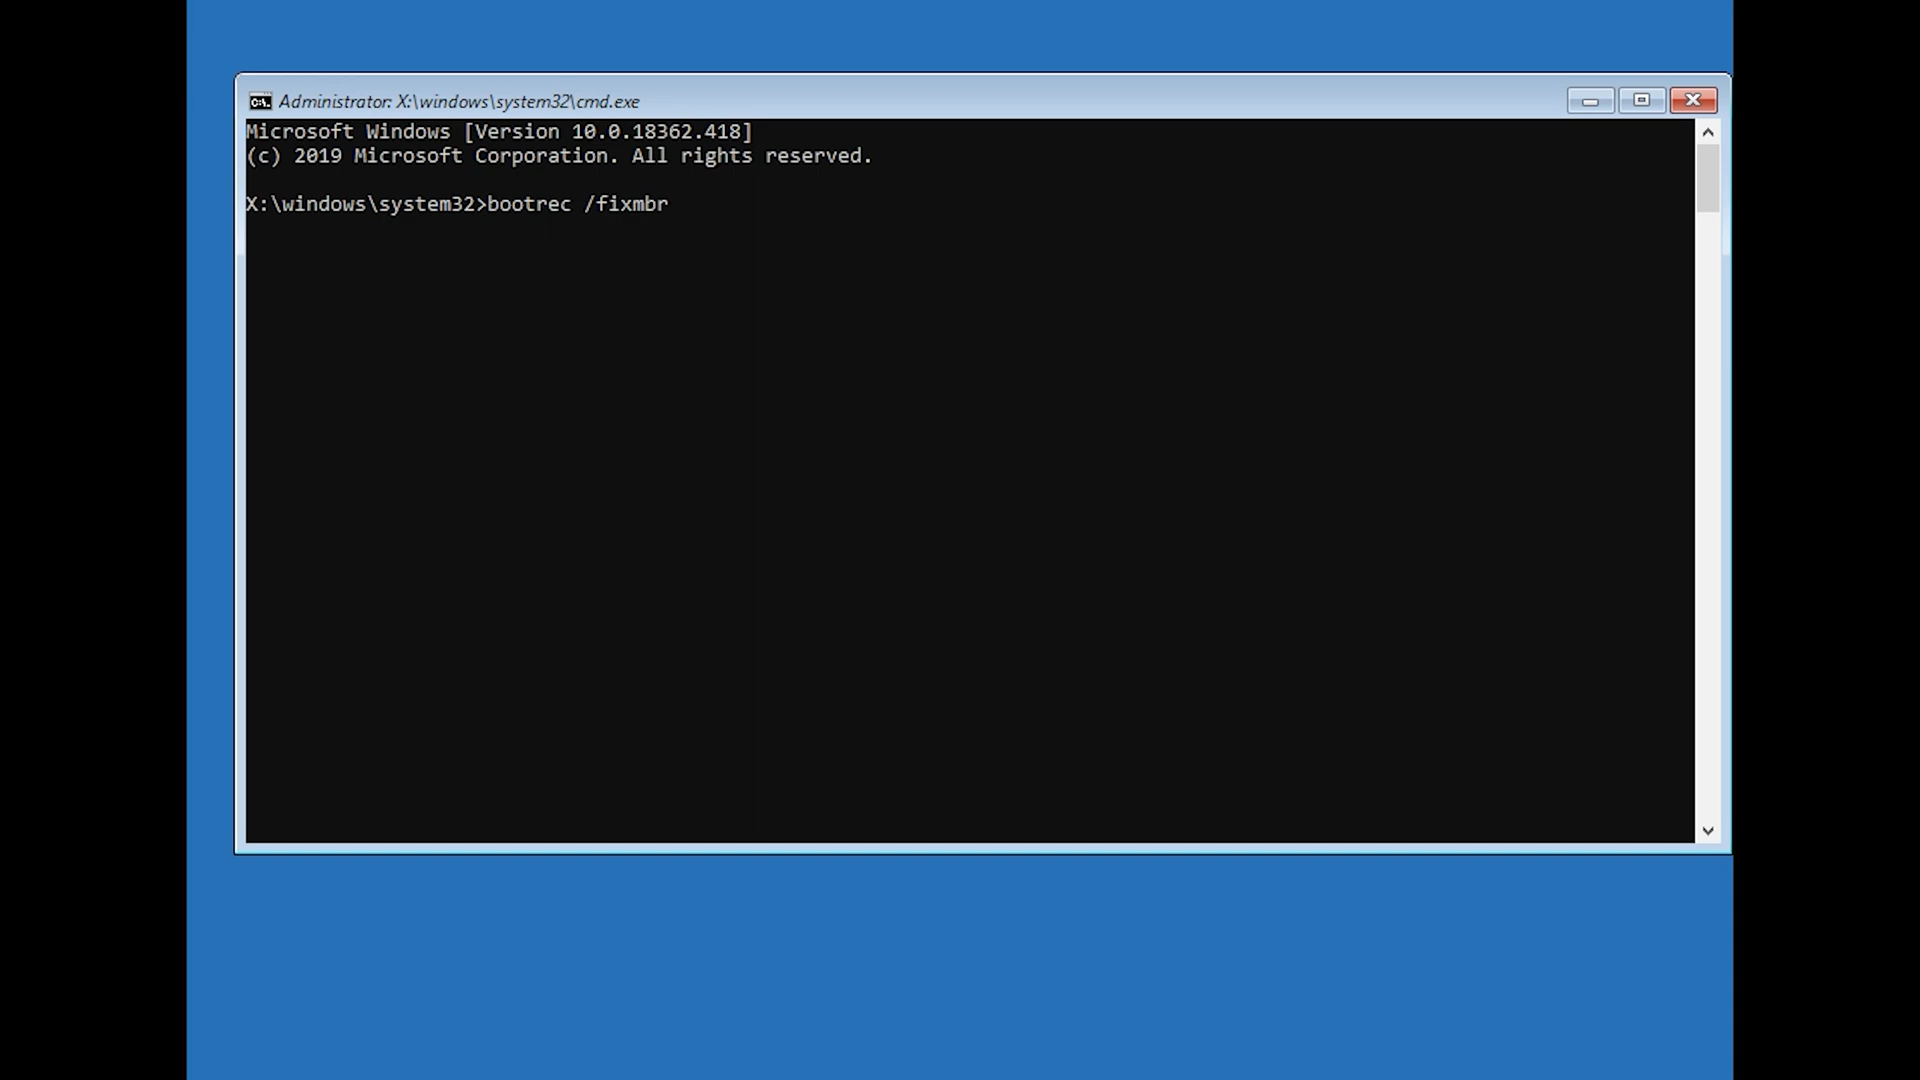 Administrator: X:\windows\system32\cmd.exe
Microsoft Windows [Version 10.0.18362.418]
(c) 2019 Microsoft Corporation. All rights reserved.
X:\windows\system32>bootrec /fixmbr